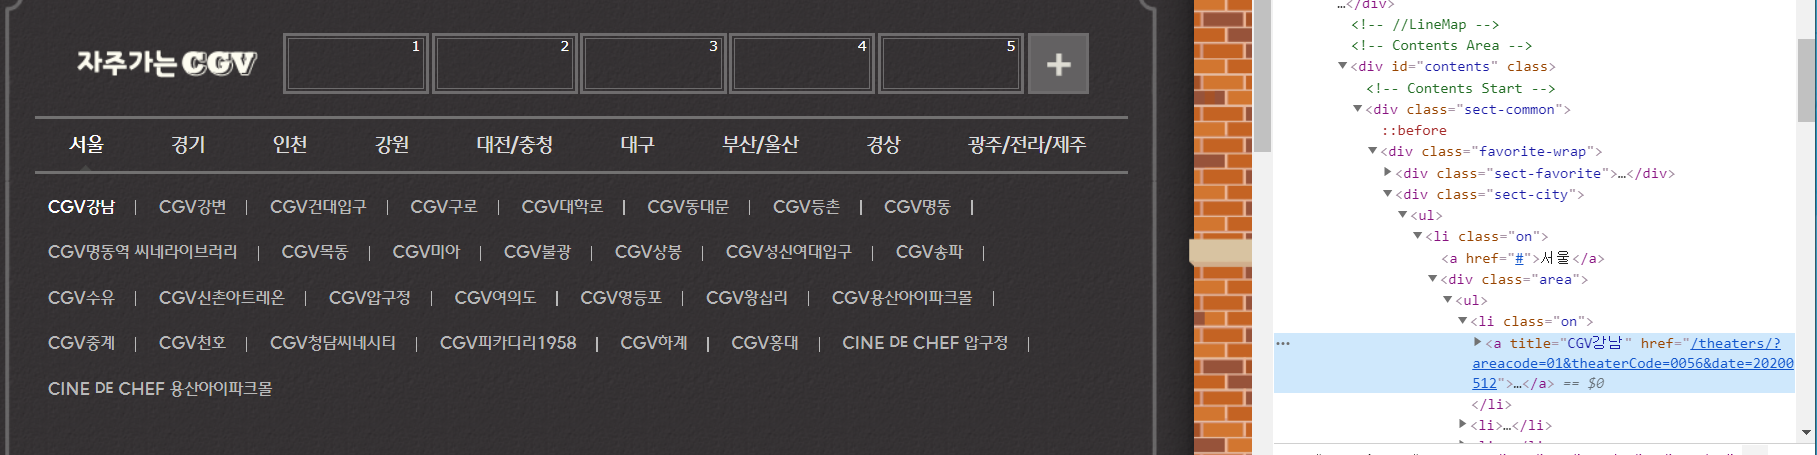 자주가는 CGV 1 2 3 4 5 +
서울 경기 인천 강원 대전/충청 대구 부산/울산 경상 광주/전라/제주
CGV강남 | CGV강변 | CGV건대입구 | CGV구로 | CGV대학로 | CGV동대문 | CGV등촌 | CGV명동 |
CGV명동역 씨네라이브러리 | CGV목동 | CGV미아 | CGV불광 | CGV상봉 | CGV성신여대입구 | CGV송파 |
CGV수유 | CGV신촌아트레온 | CGV압구정 | CGV여의도 | CGV영등포 | CGV왕십리 | CGV용산아이파크몰 |
CGV중계 | CGV천호 | CGV청담씨네시티 | CGV피카디리1958 | CGV하계 | CGV홍대 | CINE DE CHEF 압구정 |
CINE DE CHEF 용산아이파크몰
…</div>
<!-- //LineMap -->
<!-- Contents Area -->
▼<div id="contents" class>
<!-- Contents Start -->
▼<div class="sect-common">
::before
▼<div class="favorite-wrap">
▶<div class="sect-favorite">…</div>
▼<div class="sect-city">
▼<ul>
▼<li class="on">
<a href="#">서울</a>
▼<div class="area">
▼<ul>
▼<li class="on">
… ▶<a title="CGV강남" href="/theaters/?
areacode=01&theaterCode=0056&date=20200
512">…</a> == $0
</li>
▶<li>…</li>